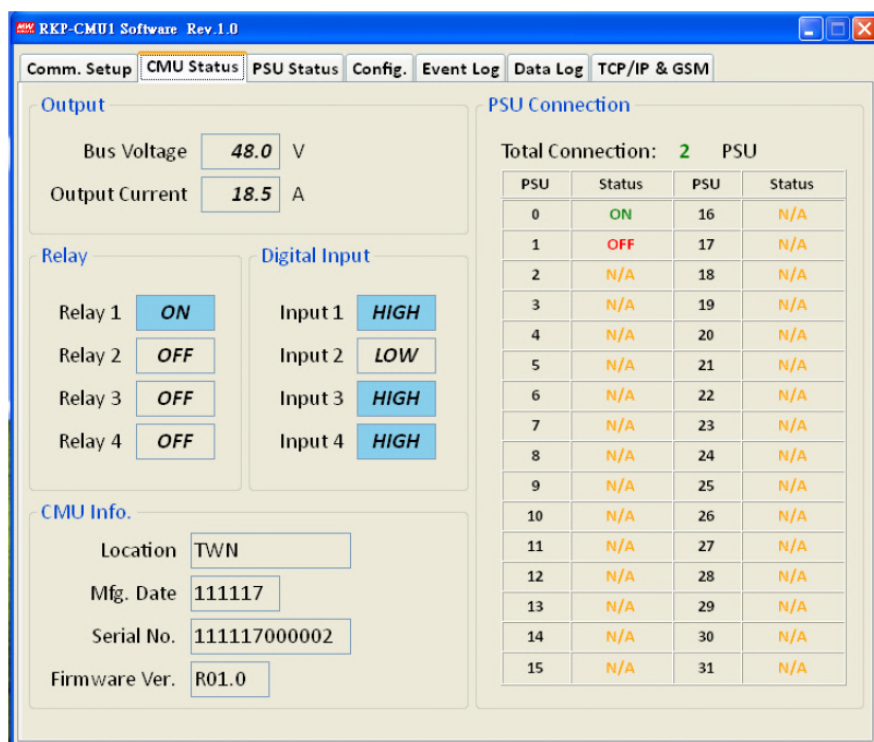 MW RKP-CMU1 Software Rev.1.0
Comm. Setup CMU Status PSU Status Config. Event Log Data Log TCP/IP & GSM
Output
Bus Voltage 48.0 V
Output Current 18.5 A
Relay
Relay 1 ON
Relay 2 OFF
Relay 3 OFF
Relay 4 OFF
Digital Input
Input 1 HIGH
Input 2 LOW
Input 3 HIGH
Input 4 HIGH
CMU Info.
Location TWN
Mfg. Date 111117
Serial No. 111117000002
Firmware Ver. R01.0
PSU Connection
Total Connection: 2 PSU
PSU Status PSU Status
0 ON 16 N/A
1 OFF 17 N/A
2 N/A 18 N/A
3 N/A 19 N/A
4 N/A 20 N/A
5 N/A 21 N/A
6 N/A 22 N/A
7 N/A 23 N/A
8 N/A 24 N/A
9 N/A 25 N/A
10 N/A 26 N/A
11 N/A 27 N/A
12 N/A 28 N/A
13 N/A 29 N/A
14 N/A 30 N/A
15 N/A 31 N/A